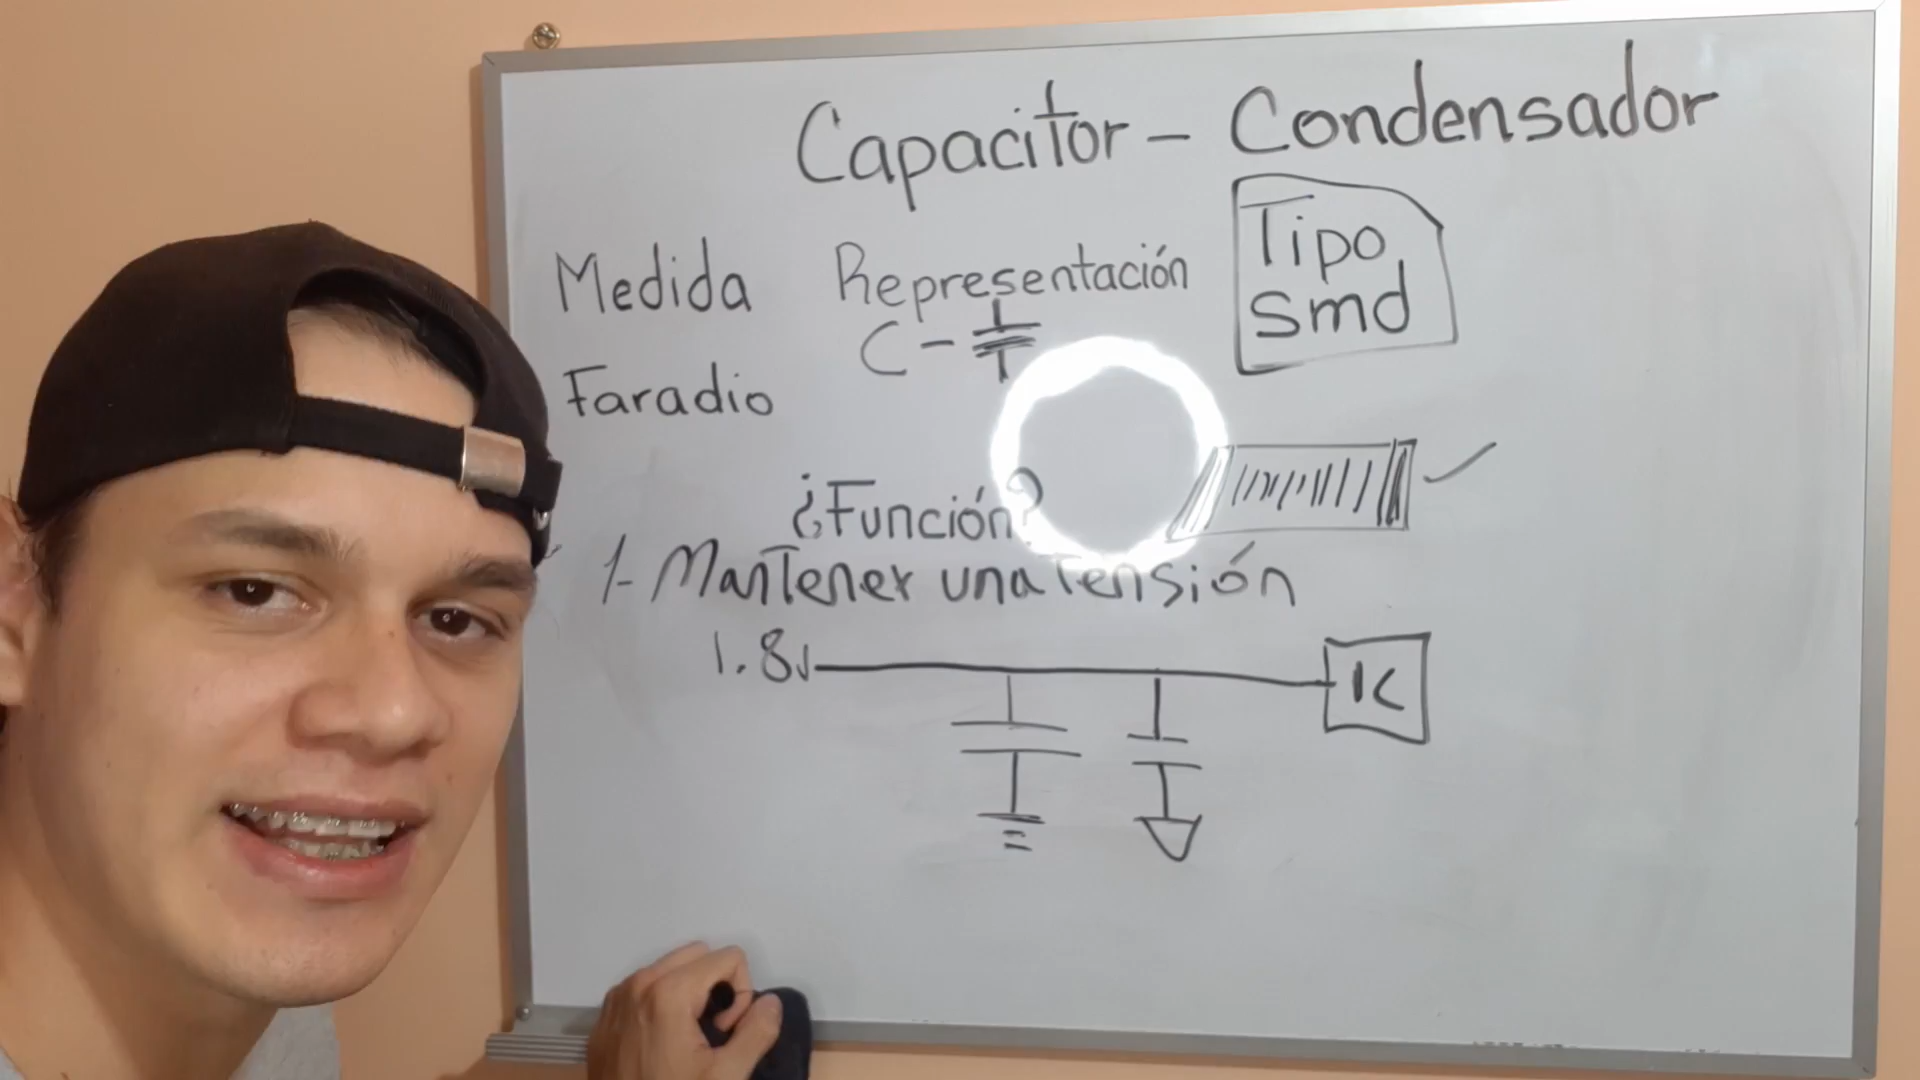 Capacitor - Condensador
Medida
Representación
Tipo
smd
C -
Faradio
¿Función?
1- Mantener una Tensión
1.8v
IC